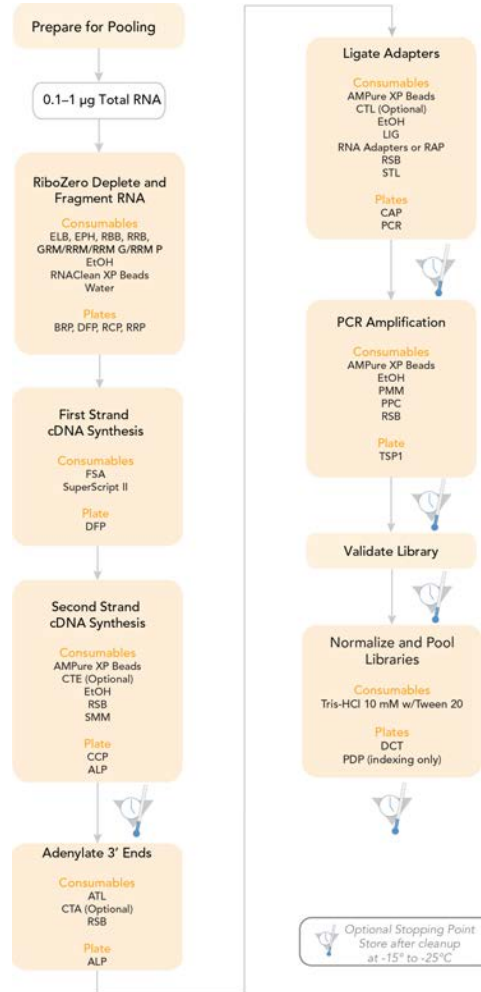 Prepare for Pooling
0.1–1 µg Total RNA
RiboZero Deplete and
Fragment RNA
Consumables
ELB, EPH, RBB, RRB,
GRM/RRM/RRM G/RRM P
EtOH
RNAClean XP Beads
Water
Plates
BRP, DFP, RCP, RRP
First Strand
cDNA Synthesis
Consumables
FSA
SuperScript II
Plate
DFP
Second Strand
cDNA Synthesis
Consumables
AMPure XP Beads
CTE (Optional)
EtOH
RSB
SMM
Plate
CCP
ALP
Adenylate 3′ Ends
Consumables
ATL
CTA (Optional)
RSB
Plate
ALP
Ligate Adapters
Consumables
AMPure XP Beads
CTL (Optional)
EtOH
LIG
RNA Adapters or RAP
RSB
STL
Plates
CAP
PCR
PCR Amplification
Consumables
AMPure XP Beads
EtOH
PMM
PPC
RSB
Plate
TSP1
Validate Library
Normalize and Pool
Libraries
Consumables
Tris-HCl 10 mM w/Tween 20
Plates
DCT
PDP (indexing only)
Optional Stopping Point
Store after cleanup
at -15° to -25°C